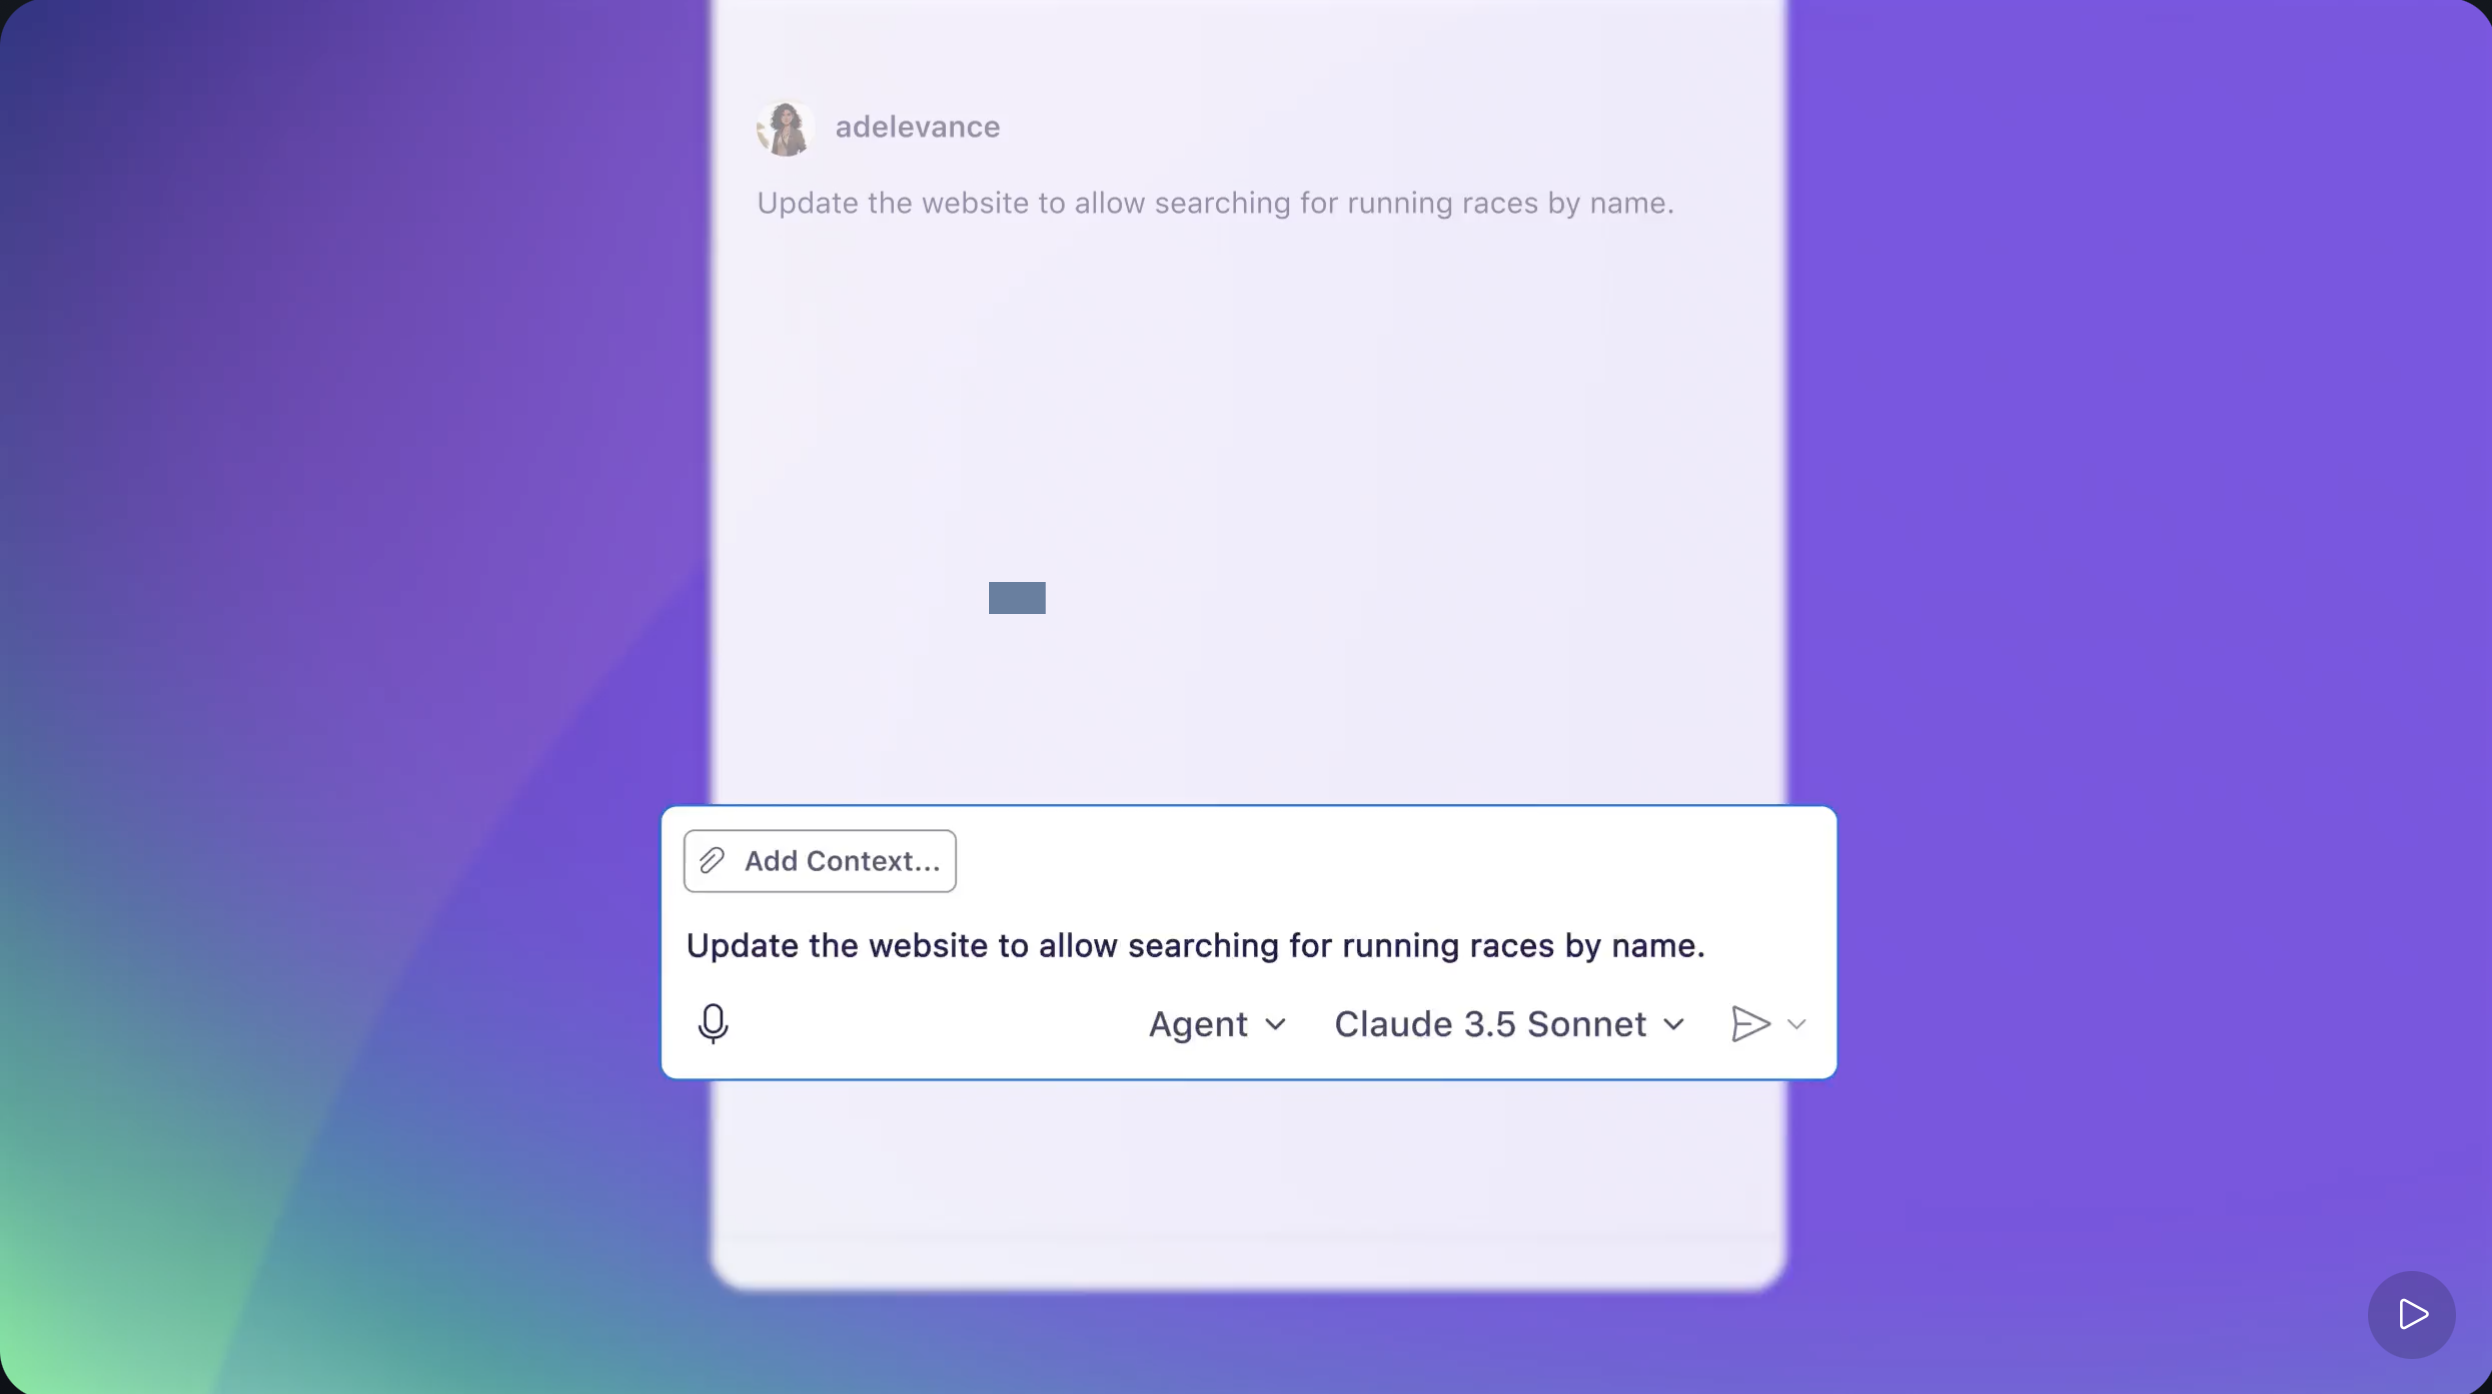 adelevance
Update the website to allow searching for running races by name.
Add Context...
Update the website to allow searching for running races by name.
Agent Claude 3.5 Sonnet